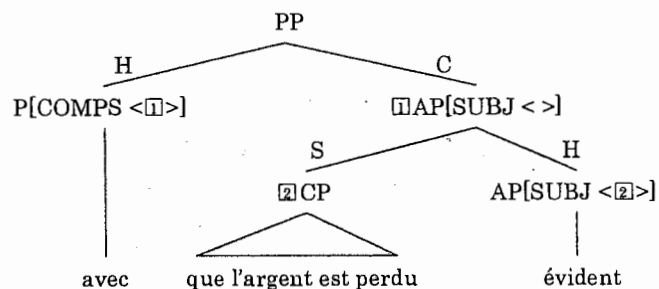 PP
H C
P[COMPS <1>] 1AP[SUBJ < >]
S H
2CP AP[SUBJ <2>]
avec que l'argent est perdu évident